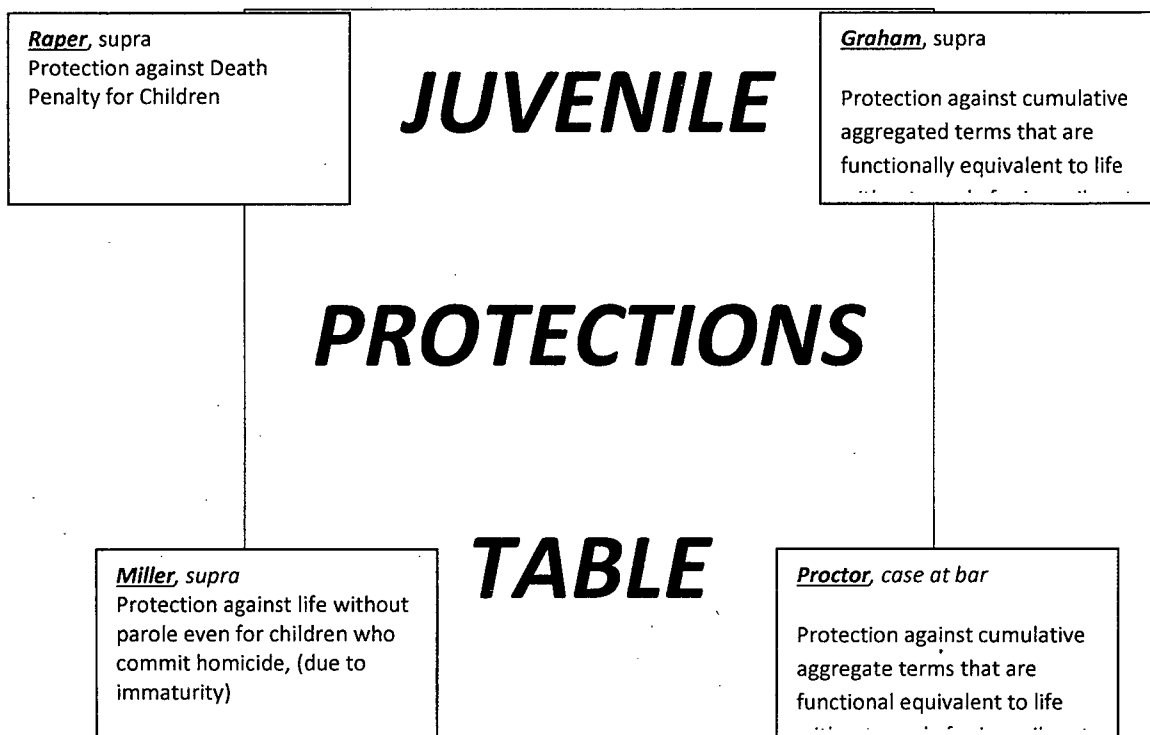 Raper, supra
Protection against Death
Penalty for Children
JUVENILE
Graham, supra
Protection against cumulative
aggregated terms that are
functionally equivalent to life
PROTECTIONS
TABLE
Miller, supra
Protection against life without
parole even for children who
commit homicide, (due to
immaturity)
Proctor, case at bar
Protection against cumulative
aggregate terms that are
functional equivalent to life